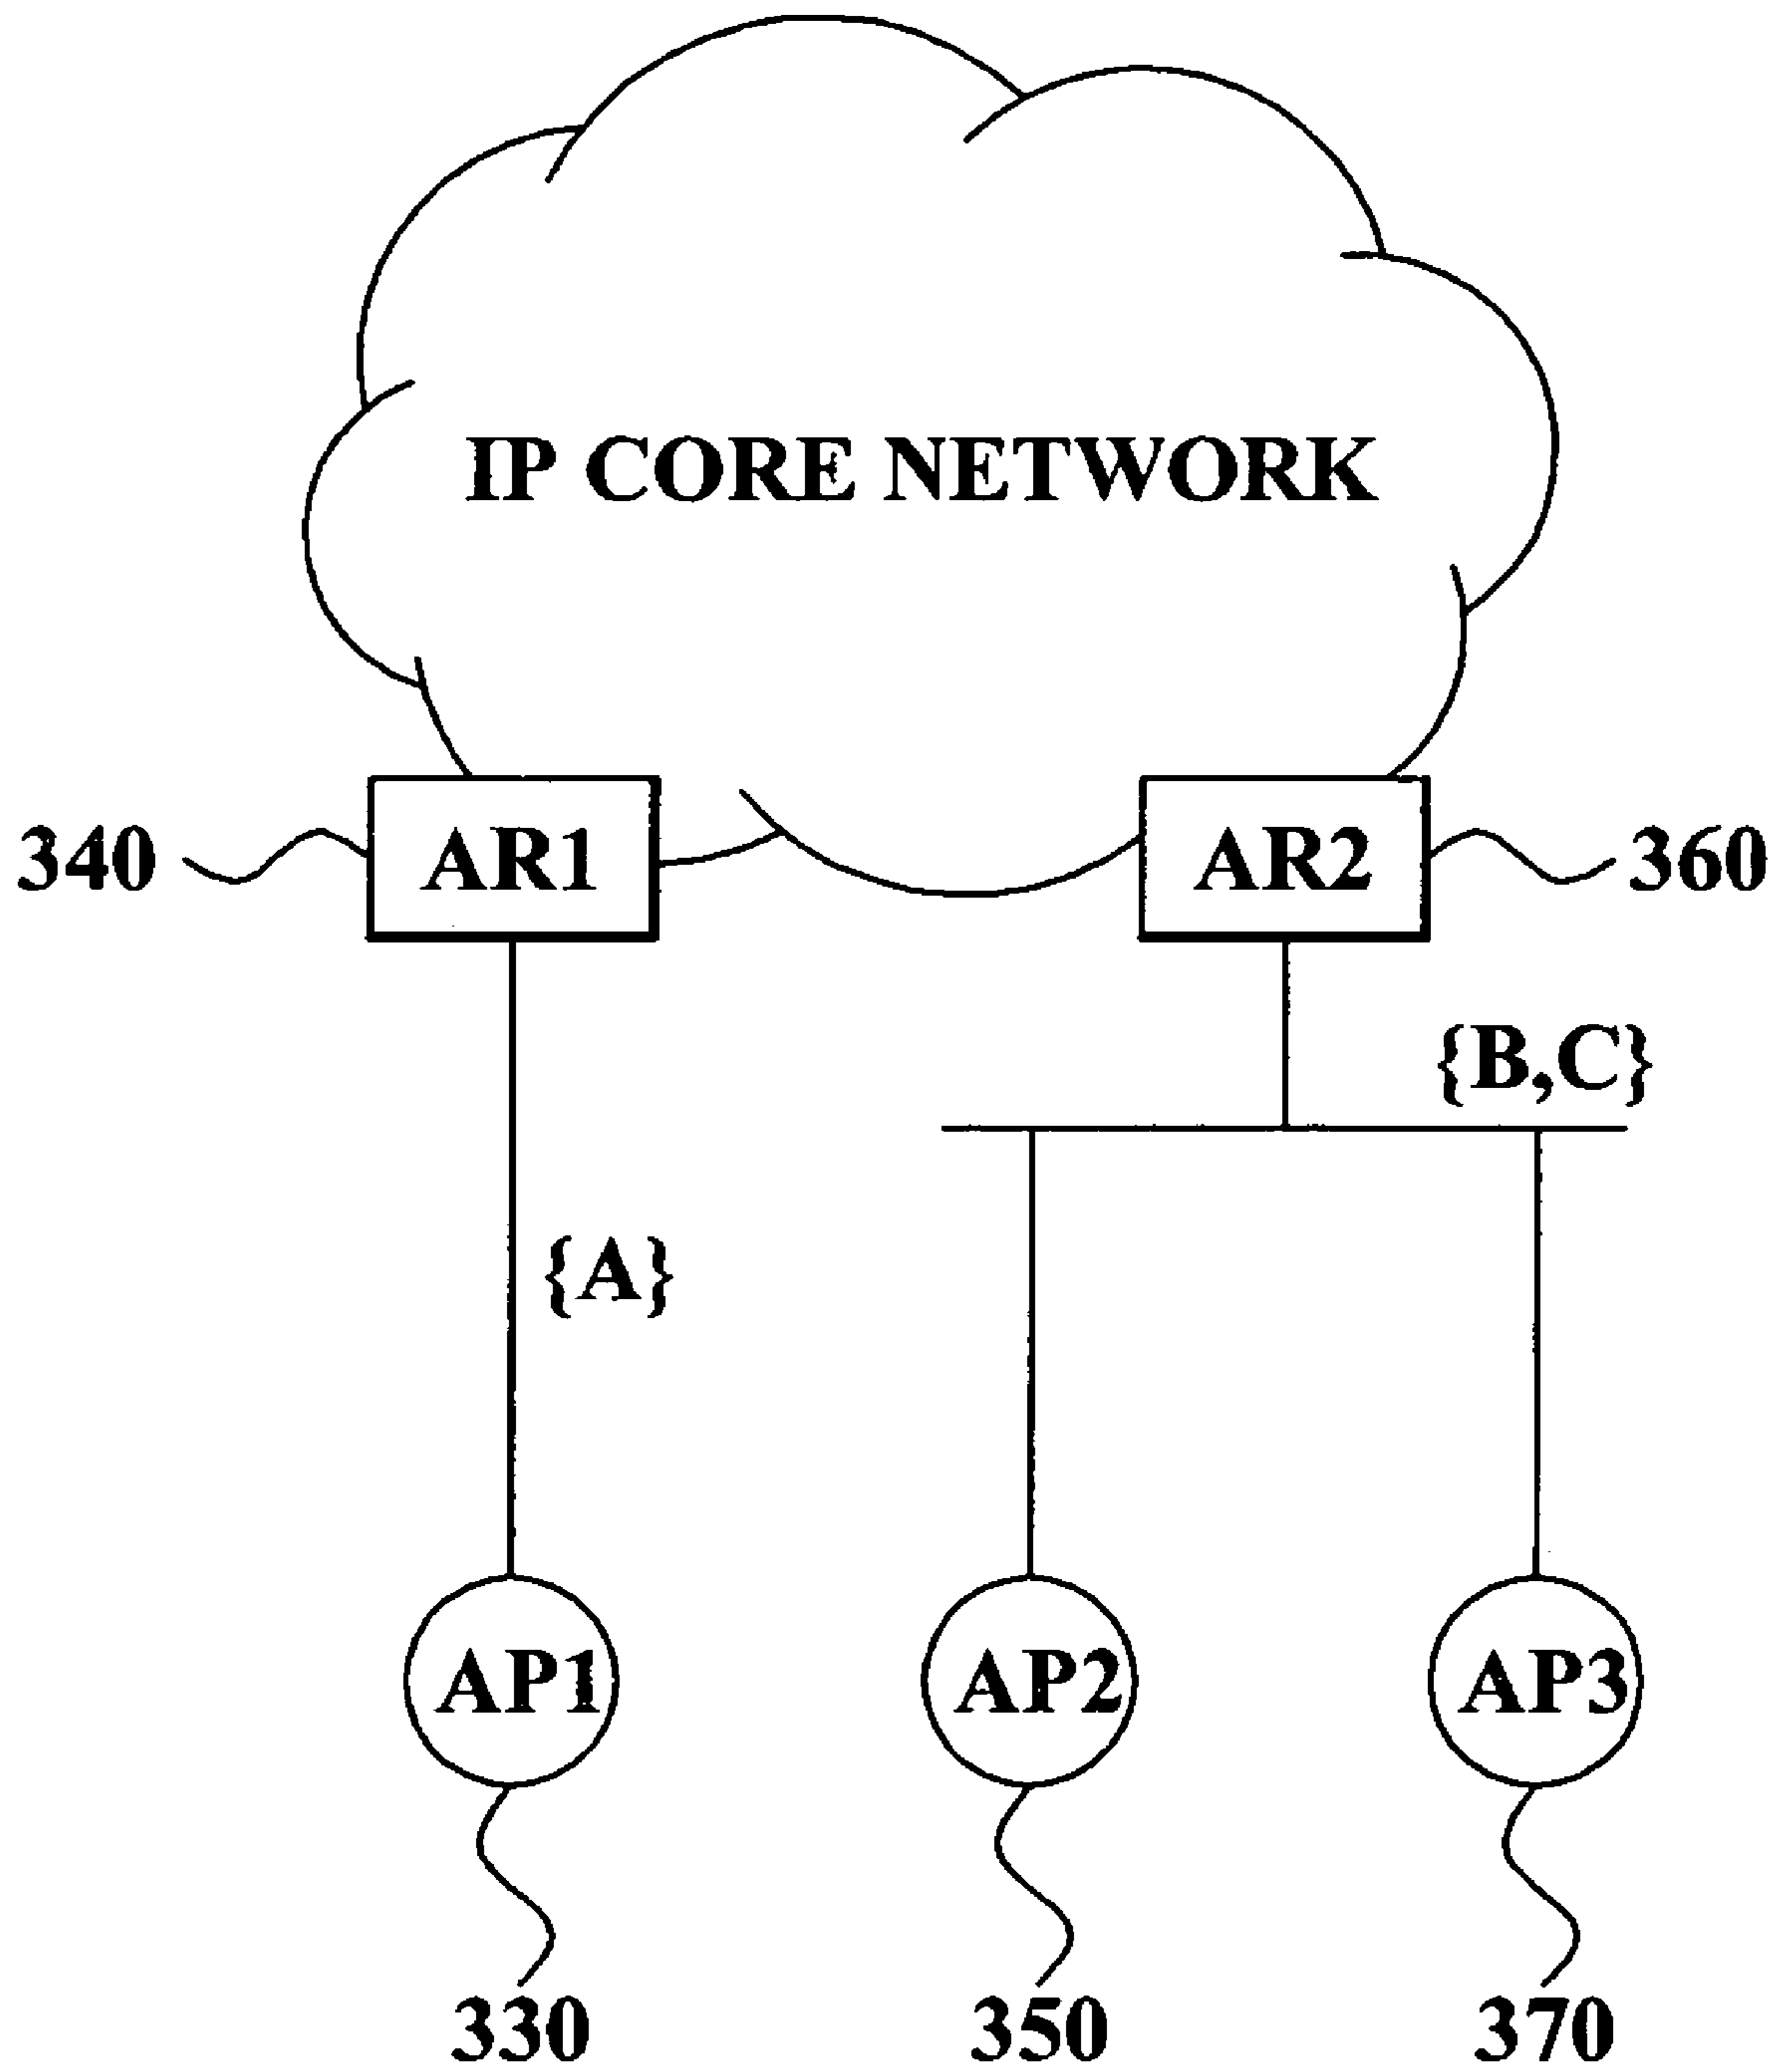 IP CORE NETWORK
340 AR1 AR2 360
{B,C}
{A}
AP1 AP2 AP3
330 350 370